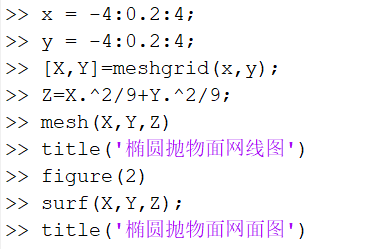 >> x = -4:0.2:4;
>> y = -4:0.2:4;
>> [X,Y]=meshgrid(x,y);
>> Z=X.^2/9+Y.^2/9;
>> mesh(X,Y,Z)
>> title('椭圆抛物面网线图')
>> figure(2)
>> surf(X,Y,Z);
>> title('椭圆抛物面网面图')